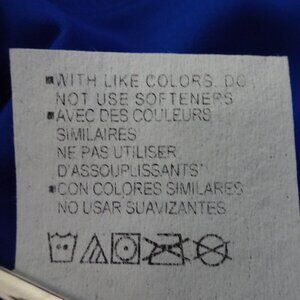 WITH LIKE COLORS. DO
NOT USE SOFTENERS
AVEC DES COULEURS
SIMILAIRES
NE PAS UTILISER
D'ASSOUPLISSANTS
CON COLORES SIMILARES
NO USAR SUAVIZANTES